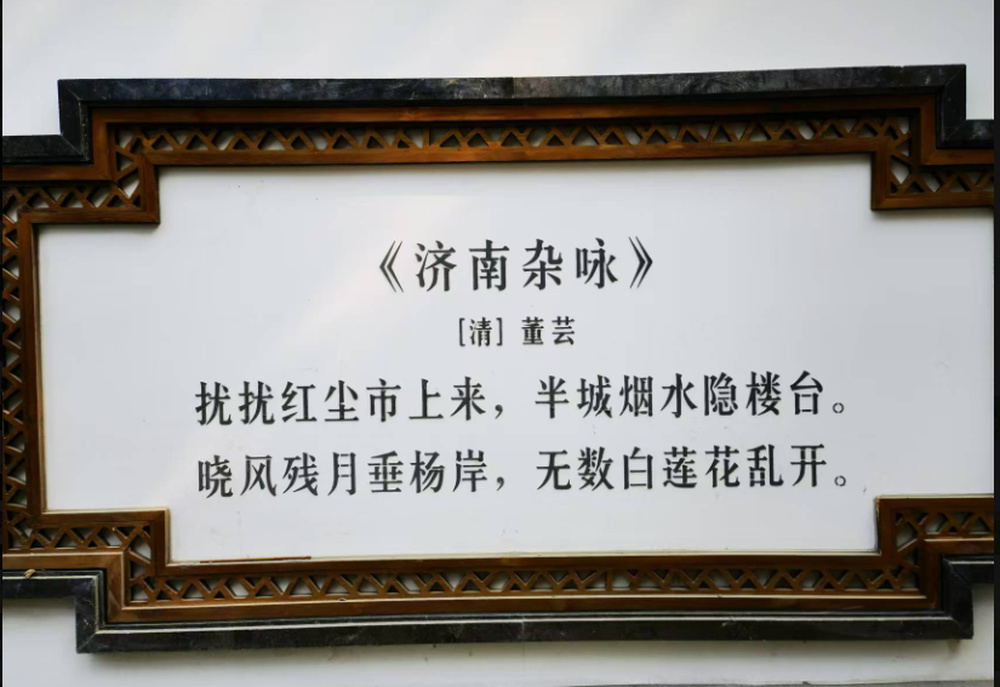 《济南杂咏》
[清] 董芸
扰扰红尘市上来，半城烟水隐楼台。
晓风残月垂杨岸，无数白莲花乱开。